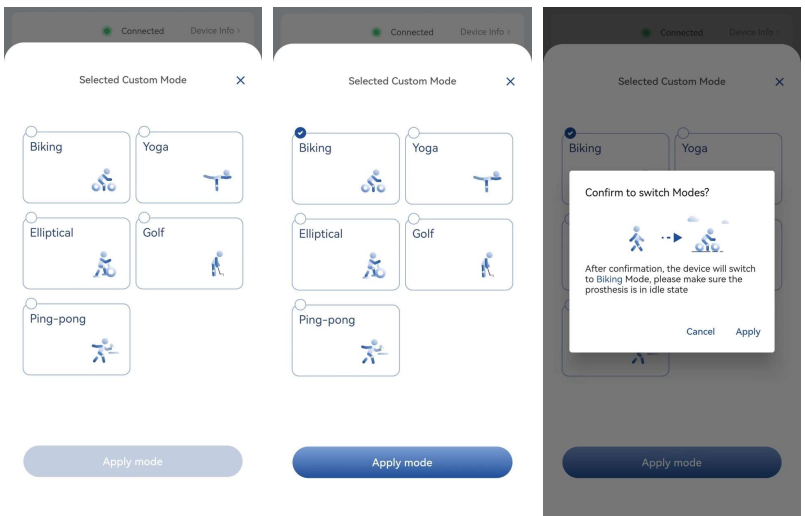 Connected Device Info >
Selected Custom Mode
Biking
Yoga
Elliptical
Golf
Ping-pong
Apply mode
Connected Device Info >
Selected Custom Mode
Biking
Yoga
Elliptical
Golf
Ping-pong
Apply mode
Connected Device Info >
Selected Custom Mode
Biking
Yoga
Confirm to switch Modes?
After confirmation, the device will switch
to Biking Mode, please make sure the
prosthesis is in idle state
Cancel Apply
Apply mode